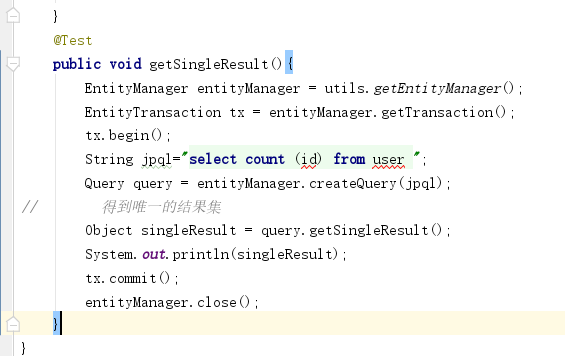 }
@Test
public void getSingleResult(){
EntityManager entityManager = utils.getEntityManager();
EntityTransaction tx = entityManager.getTransaction();
tx.begin();
String jpql="select count (id) from user ";
Query query = entityManager.createQuery(jpql);
// 得到唯一的结果集
Object singleResult = query.getSingleResult();
System.out.println(singleResult);
tx.commit();
entityManager.close();
}
}